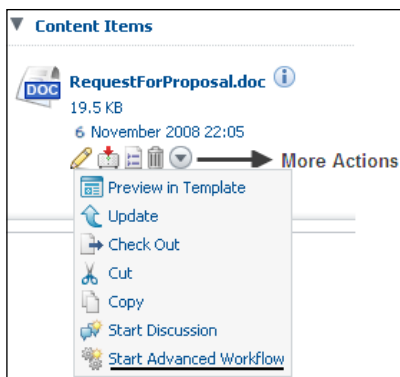 Content Items
DOC
RequestForProposal.doc
19.5 KB
6 November 2008 22:05
More Actions
Preview in Template
Update
Check Out
Cut
Copy
Start Discussion
Start Advanced Workflow